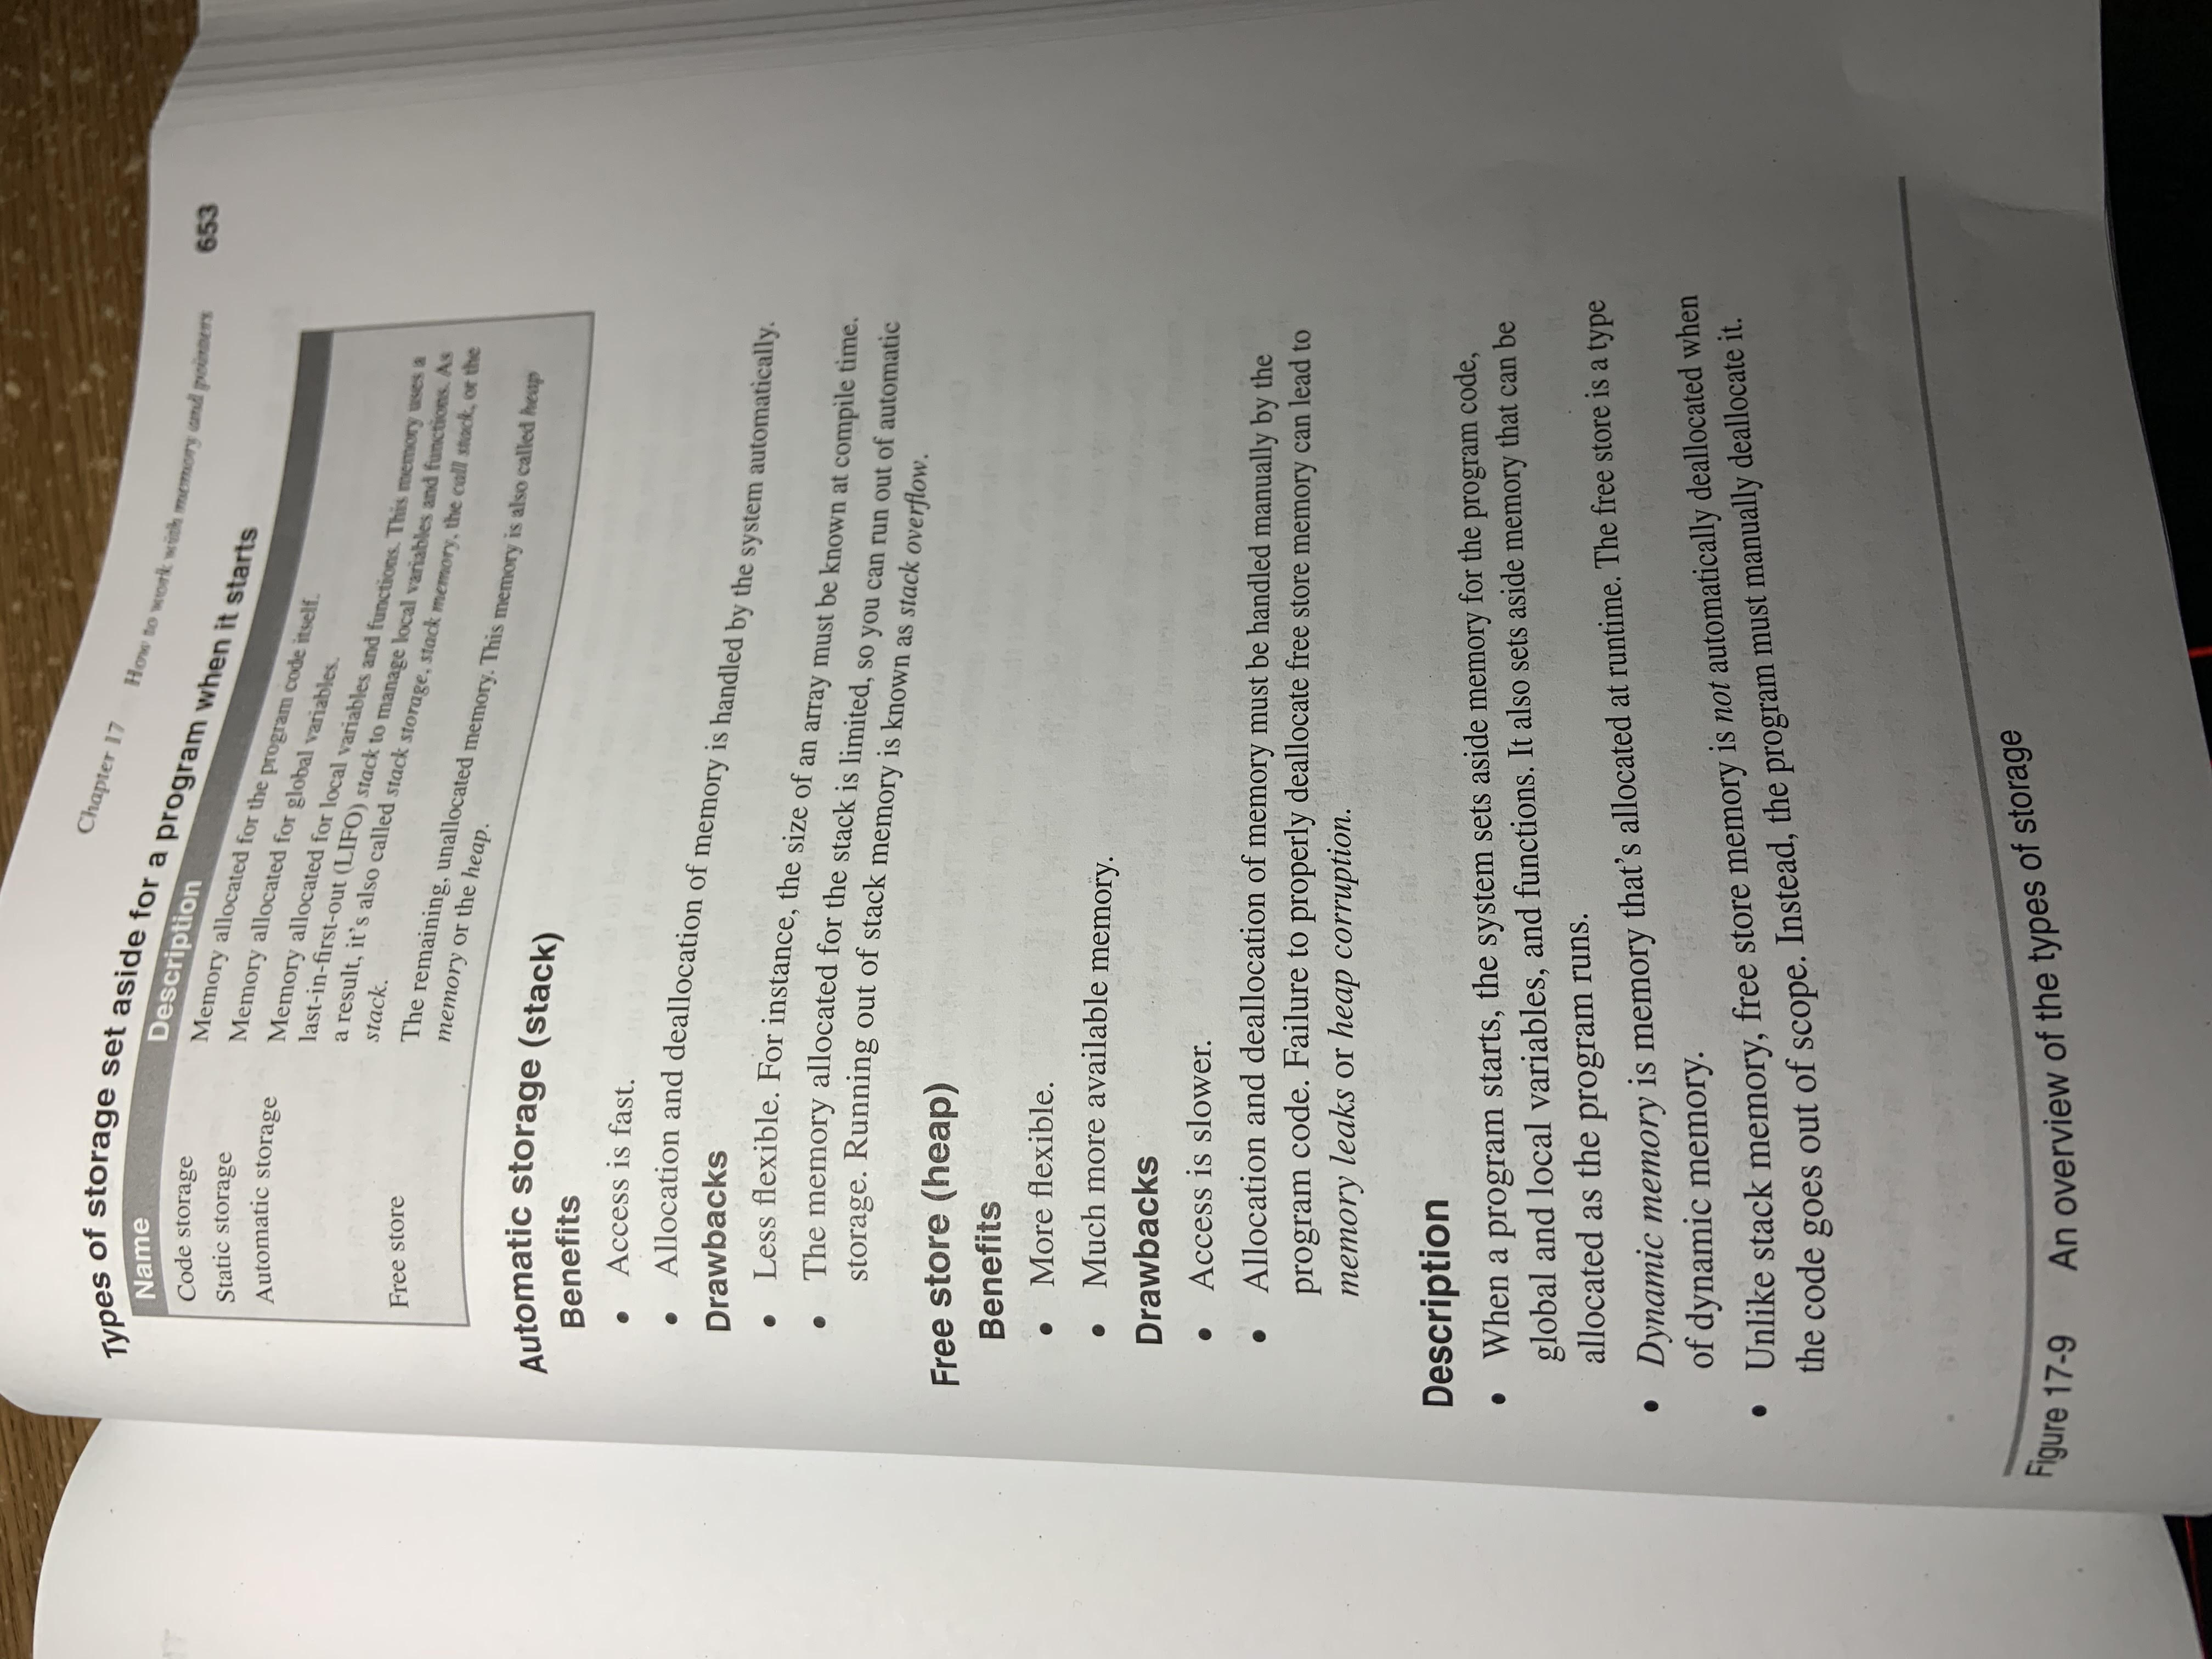 Chapter 17 How to work with memory and pointers 653
Types of storage set aside for a program when it starts
Name Description
Code storage Memory allocated for the program code itself.
Static storage Memory allocated for global variables.
Automatic storage Memory allocated for local variables and functions. This memory uses a
last-in-first-out (LIFO) stack to manage local variables and functions. As
a result, it's also called stack storage, stack memory, the call stack, or the
stack.
Free store The remaining, unallocated memory. This memory is also called heap
memory or the heap.
Automatic storage (stack)
Benefits
• Access is fast.
• Allocation and deallocation of memory is handled by the system automatically.
Drawbacks
• Less flexible. For instance, the size of an array must be known at compile time.
• The memory allocated for the stack is limited, so you can run out of automatic
storage. Running out of stack memory is known as stack overflow.
Free store (heap)
Benefits
• More flexible.
• Much more available memory.
Drawbacks
• Access is slower.
• Allocation and deallocation of memory must be handled manually by the
program code. Failure to properly deallocate free store memory can lead to
memory leaks or heap corruption.
Description
• When a program starts, the system sets aside memory for the program code,
global and local variables, and functions. It also sets aside memory that can be
allocated as the program runs.
• Dynamic memory is memory that's allocated at runtime. The free store is a type
of dynamic memory.
• Unlike stack memory, free store memory is not automatically deallocated when
the code goes out of scope. Instead, the program must manually deallocate it.
Figure 17-9 An overview of the types of storage